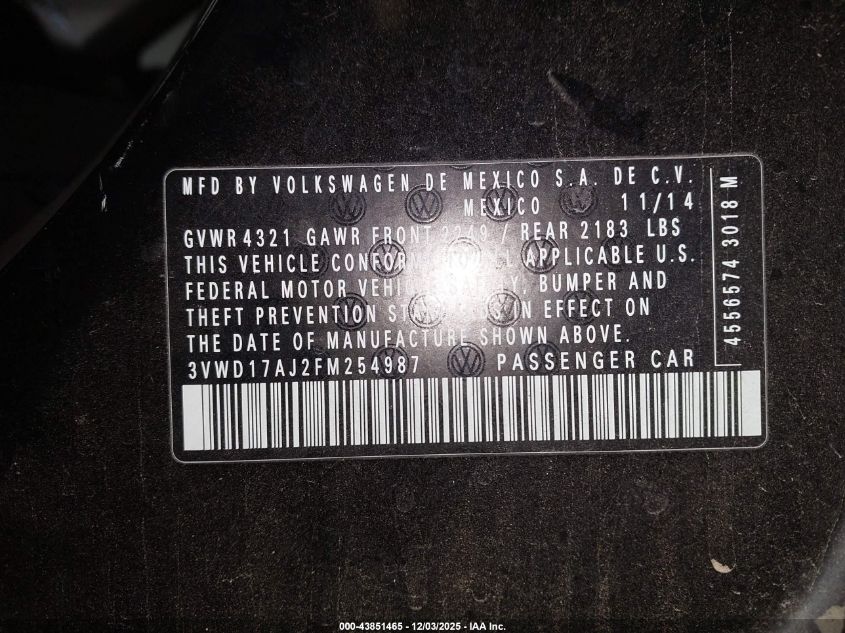 MFD BY VOLKSWAGEN DE MEXICO S.A. DE C.V.
MEXICO 11/14
GVWR 4321 GAWR FRONT 2249 / REAR 2183 LBS
THIS VEHICLE CONFORMS TO ALL APPLICABLE U.S.
FEDERAL MOTOR VEHICLE SAFETY, BUMPER AND
THEFT PREVENTION STANDARDS IN EFFECT ON
THE DATE OF MANUFACTURE SHOWN ABOVE.
3VWD17AJ2FM254987 PASSENGER CAR
4556574 3018 M
000-43851465 - 12/03/2025 - IAA Inc.